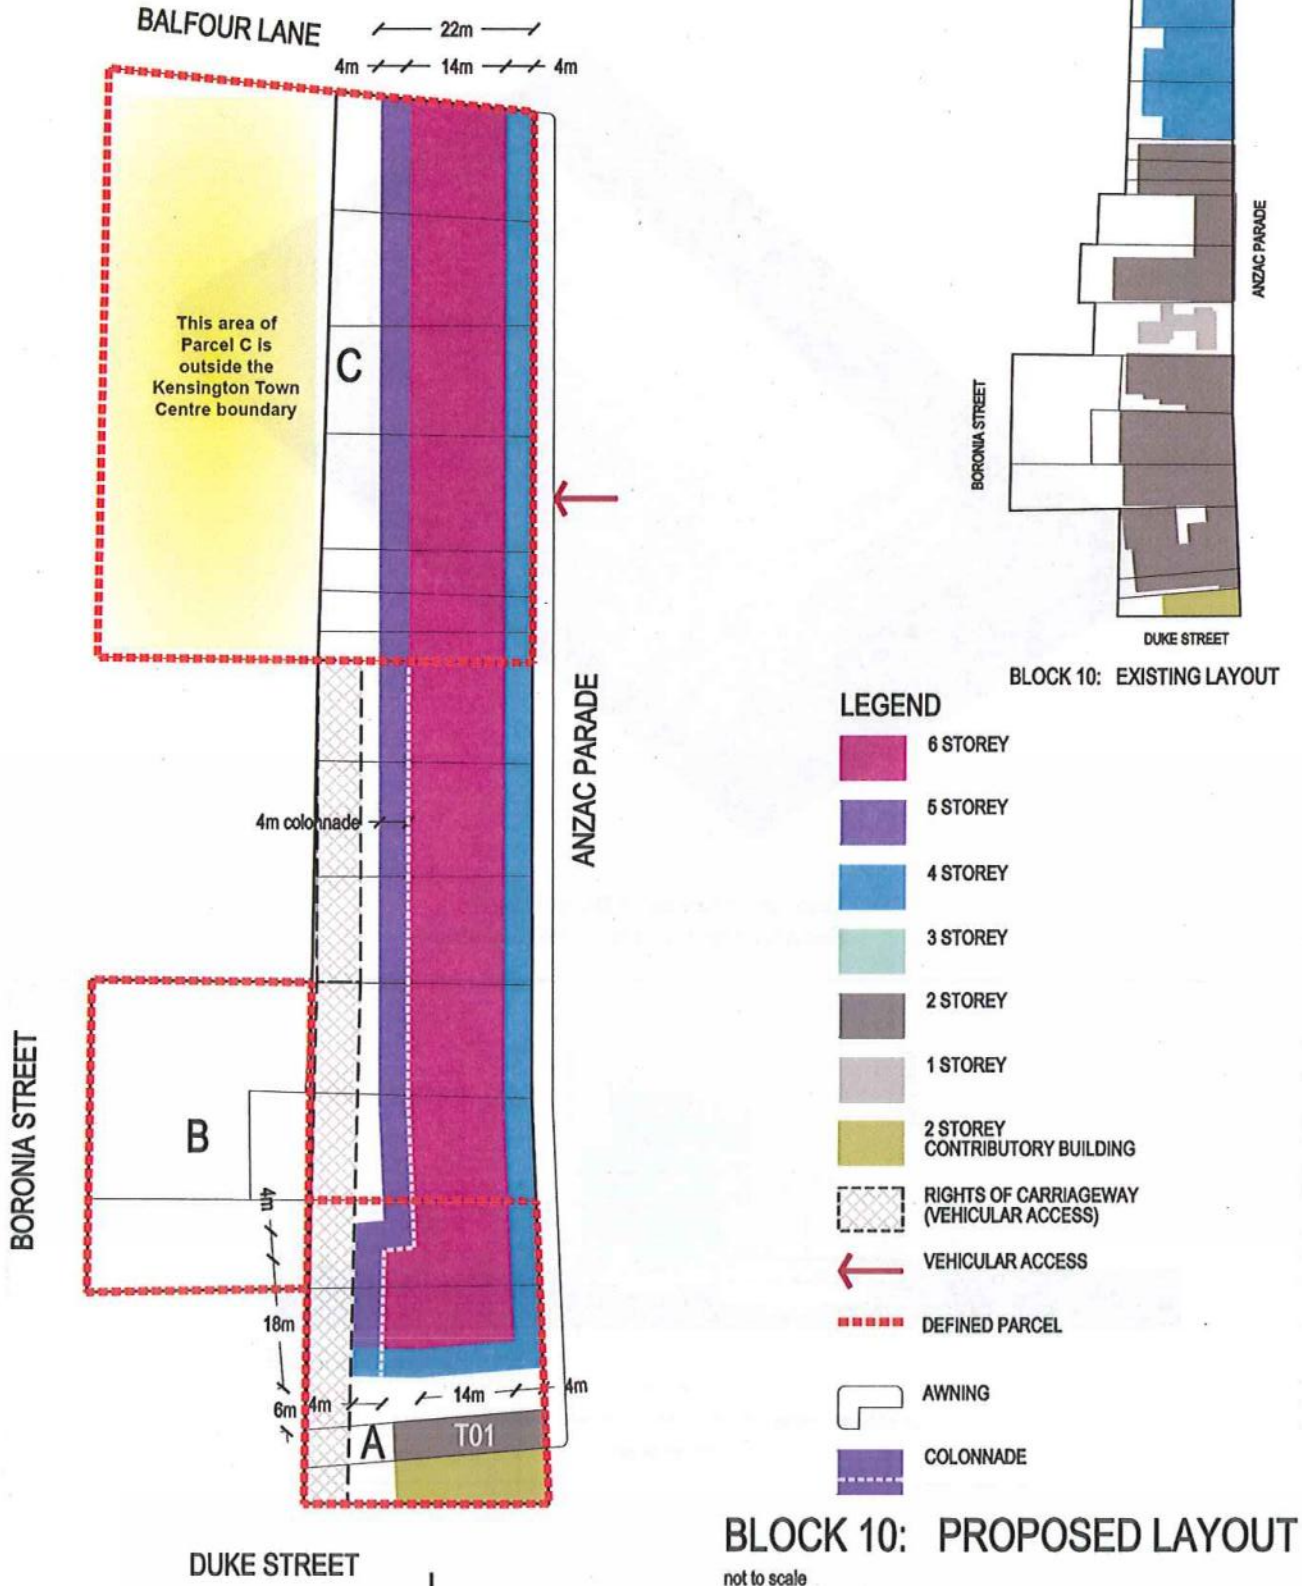 BALFOUR LANE
22m
4m
14m
4m
This area of
Parcel C is
outside the
Kensington Town
Centre boundary
C
ANZAC PARADE
4m colonnade
BORONIA STREET
B
4m
18m
6m
4m
14m
4m
A
T01
DUKE STREET
ANZAC PARADE
BORONIA STREET
DUKE STREET
BLOCK 10: EXISTING LAYOUT
LEGEND
6 STOREY
5 STOREY
4 STOREY
3 STOREY
2 STOREY
1 STOREY
2 STOREY
CONTRIBUTORY BUILDING
RIGHTS OF CARRIAGEWAY
(VEHICULAR ACCESS)
VEHICULAR ACCESS
DEFINED PARCEL
AWNING
COLONNADE
BLOCK 10: PROPOSED LAYOUT
not to scale